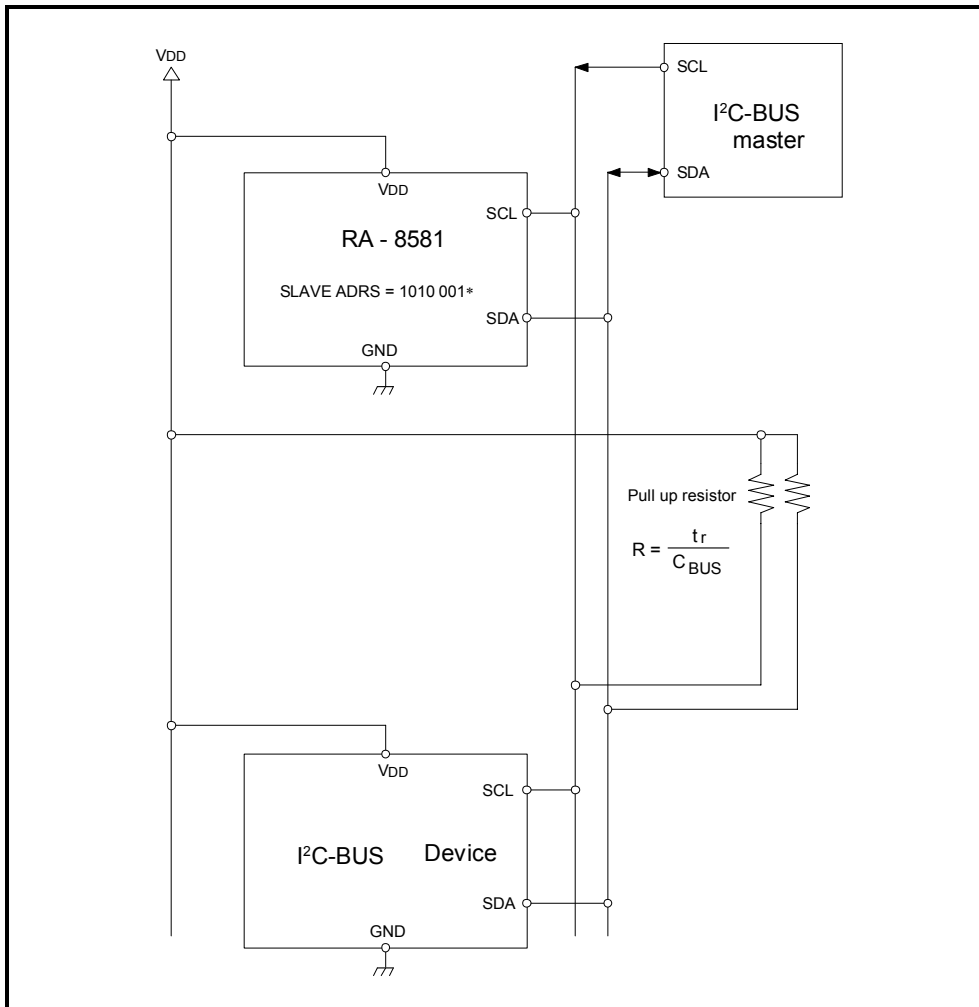 VDD
SCL
I²C-BUS
master
SDA
VDD
SCL
RA - 8581
SLAVE ADRS = 1010 001*
SDA
GND
Pull up resistor
R = tr / CBUS
VDD
SCL
I²C-BUS Device
SDA
GND